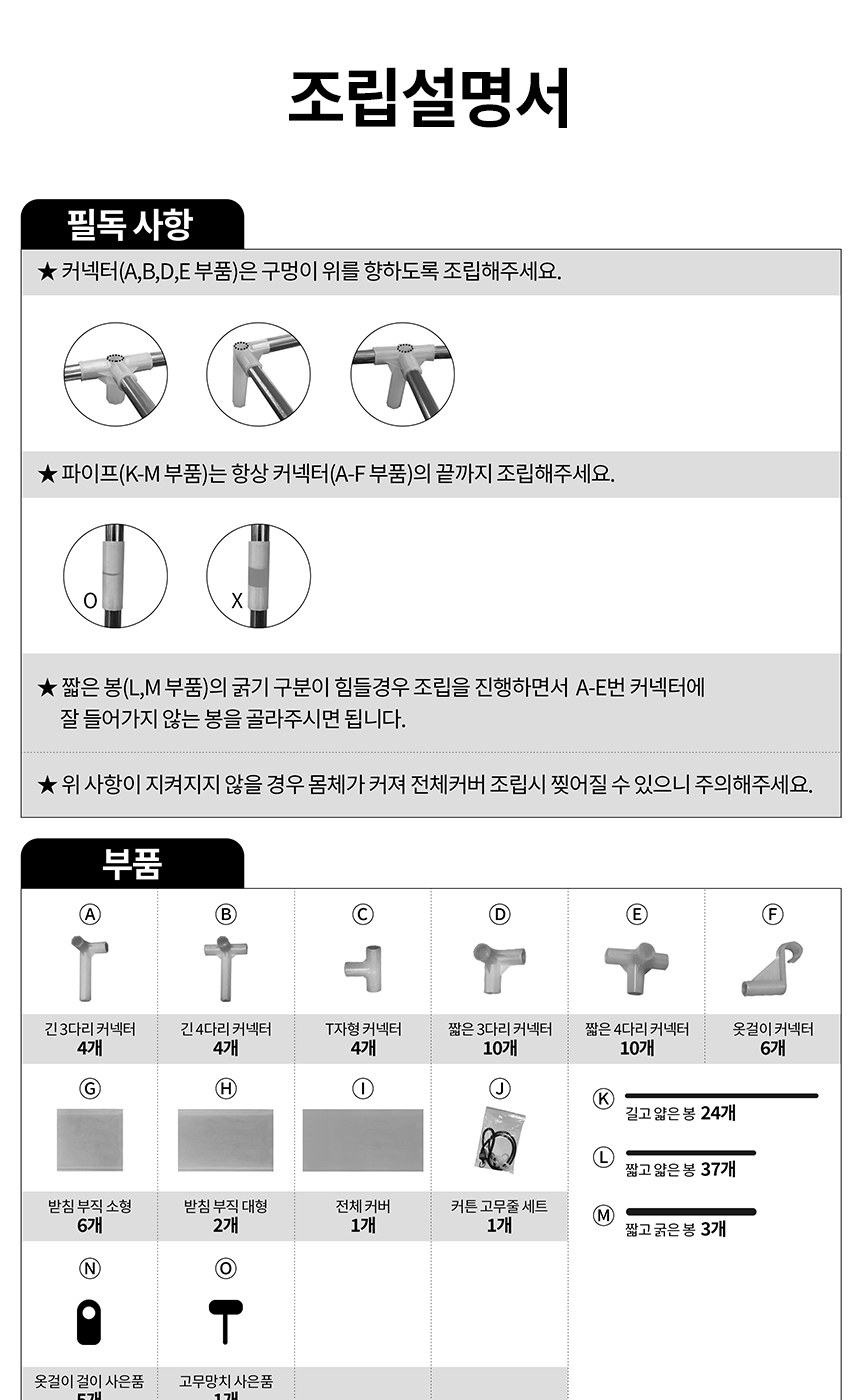 조립설명서
필독 사항
★ 커넥터(A,B,D,E 부품)은 구멍이 위를 향하도록 조립해주세요.
★ 파이프(K-M 부품)는 항상 커넥터(A-F 부품)의 끝까지 조립해주세요.
O X
★ 짧은 봉(L,M 부품)의 굵기 구분이 힘들경우 조립을 진행하면서 A-E번 커넥터에
잘 들어가지 않는 봉을 골라주시면 됩니다.
★ 위 사항이 지켜지지 않을 경우 몸체가 커져 전체커버 조립시 찢어질 수 있으니 주의해주세요.
부품
Ⓐ Ⓑ Ⓒ Ⓓ Ⓔ Ⓕ
긴 3다리 커넥터 긴 4다리 커넥터 T자형 커넥터 짧은 3다리 커넥터 짧은 4다리 커넥터 옷걸이 커넥터
4개 4개 4개 10개 10개 6개
Ⓖ Ⓗ Ⓘ Ⓙ
받침 부직 소형 받침 부직 대형 전체 커버 커튼 고무줄 세트
6개 2개 1개 1개
Ⓚ
길고 얇은 봉 24개
Ⓛ
짧고 얇은 봉 37개
Ⓜ
짧고 굵은 봉 3개
Ⓝ Ⓞ
옷걸이 걸이 사은품 고무망치 사은품
5개 1개